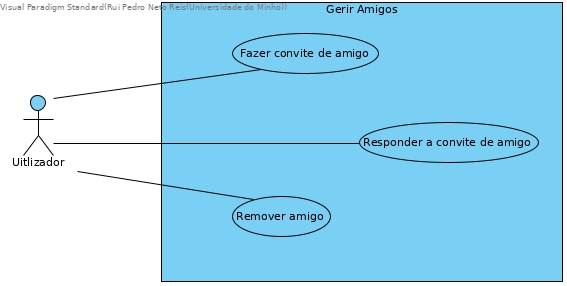 Visual Paradigm Standard(Rui Pedro Neto Reis(Universidade do Minho))
Gerir Amigos
Fazer convite de amigo
Responder a convite de amigo
Uitlizador
Remover amigo